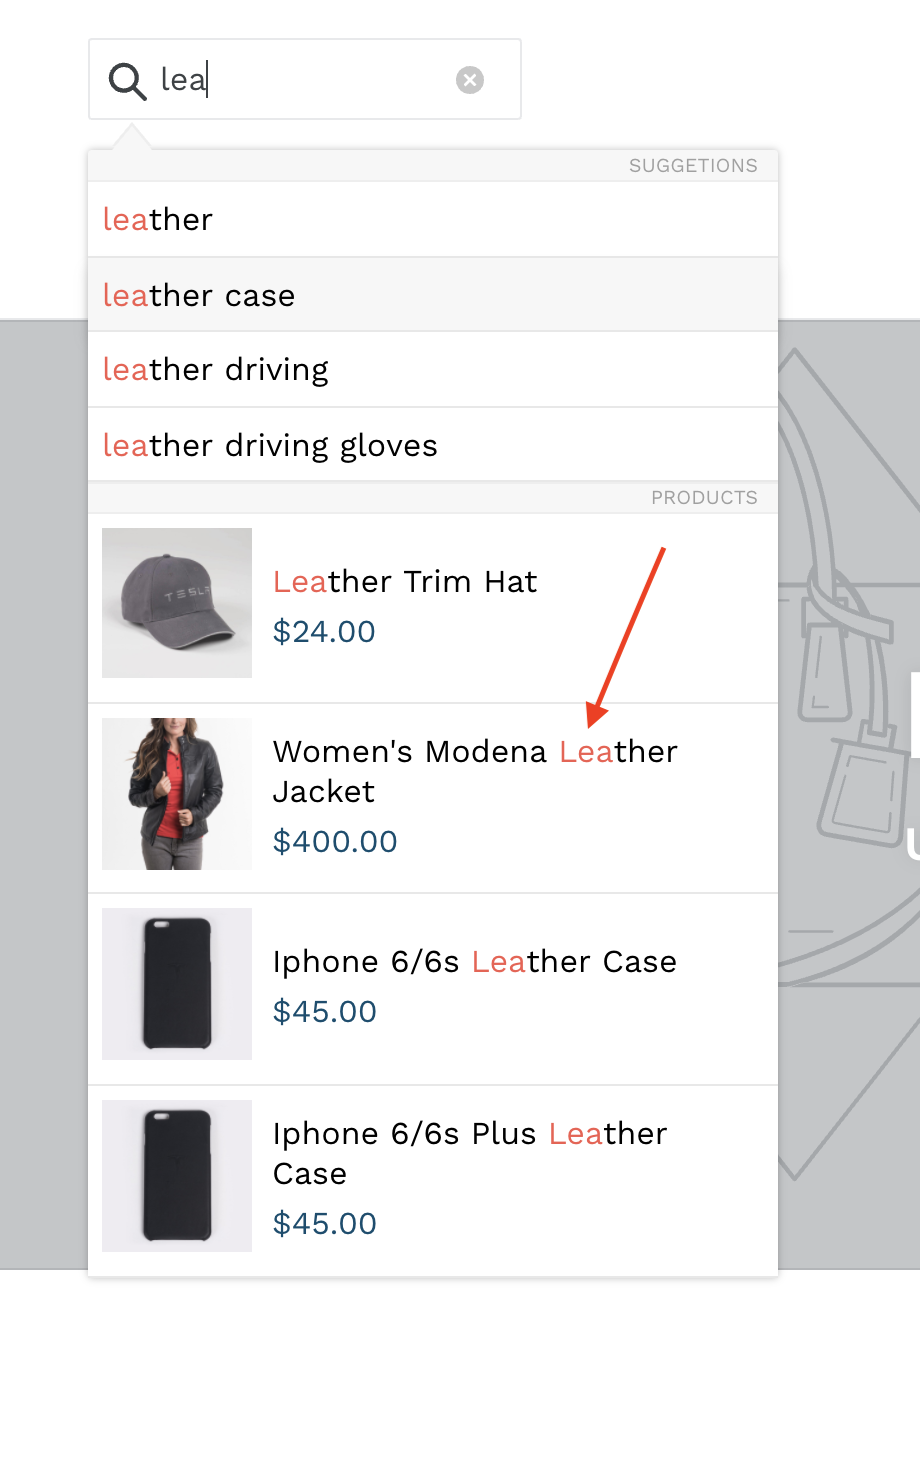 lea
SUGGETIONS
leather
leather case
leather driving
leather driving gloves
PRODUCTS
TESL
Leather Trim Hat
$24.00
Women's Modena Leather
Jacket
$400.00
Iphone 6/6s Leather Case
$45.00
Iphone 6/6s Plus Leather
Case
$45.00